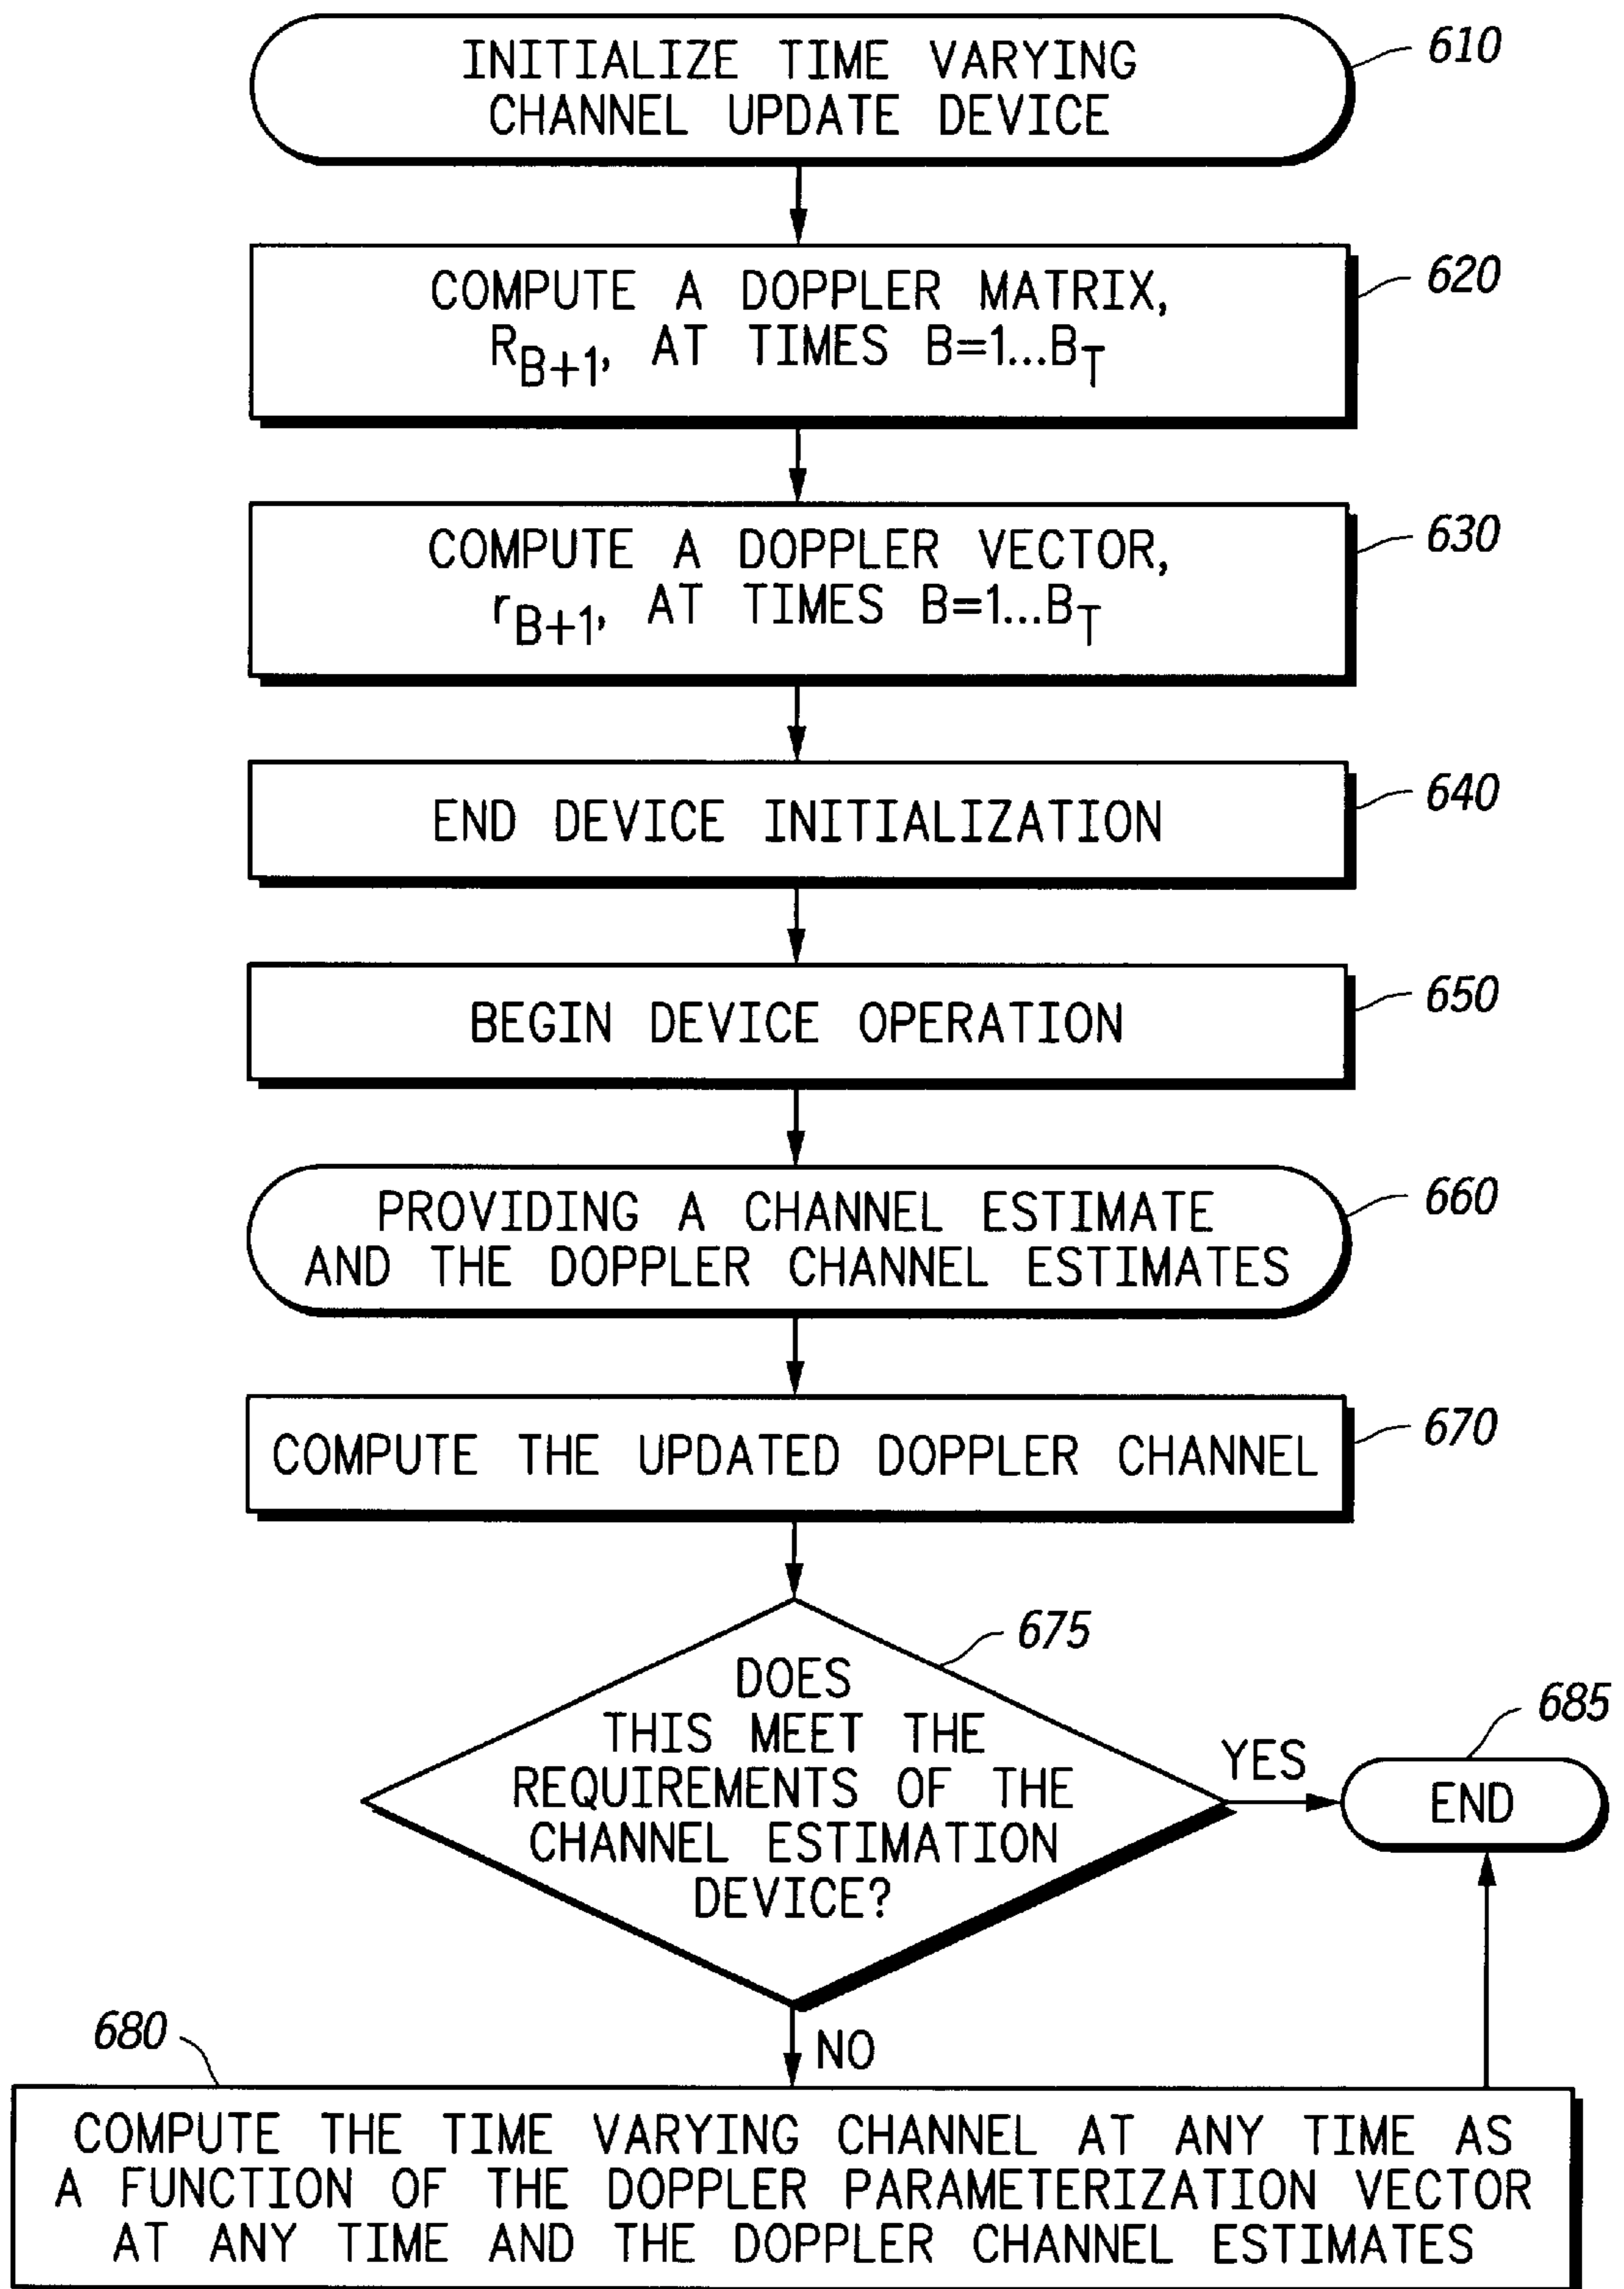 INITIALIZE TIME VARYING
CHANNEL UPDATE DEVICE
610
COMPUTE A DOPPLER MATRIX,
R_{B+1}, AT TIMES B=1...B_T
620
COMPUTE A DOPPLER VECTOR,
r_{B+1}, AT TIMES B=1...B_T
630
END DEVICE INITIALIZATION
640
BEGIN DEVICE OPERATION
650
PROVIDING A CHANNEL ESTIMATE
AND THE DOPPLER CHANNEL ESTIMATES
660
COMPUTE THE UPDATED DOPPLER CHANNEL
670
DOES
THIS MEET THE
REQUIREMENTS OF THE
CHANNEL ESTIMATION
DEVICE?
675
YES
END
685
NO
680
COMPUTE THE TIME VARYING CHANNEL AT ANY TIME AS
A FUNCTION OF THE DOPPLER PARAMETERIZATION VECTOR
AT ANY TIME AND THE DOPPLER CHANNEL ESTIMATES